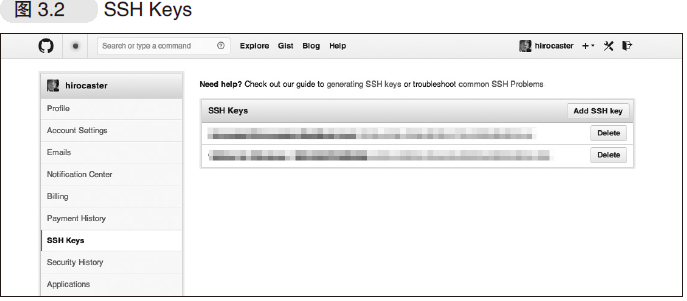 图 3.2 SSH Keys
Search or type a command
Explore Gist Blog Help
hirocaster
hirocaster
Profile
Account Settings
Emails
Notification Center
Billing
Payment History
SSH Keys
Security History
Applications
Need help? Check out our guide to generating SSH keys or troubleshoot common SSH Problems
SSH Keys Add SSH key
Delete
Delete